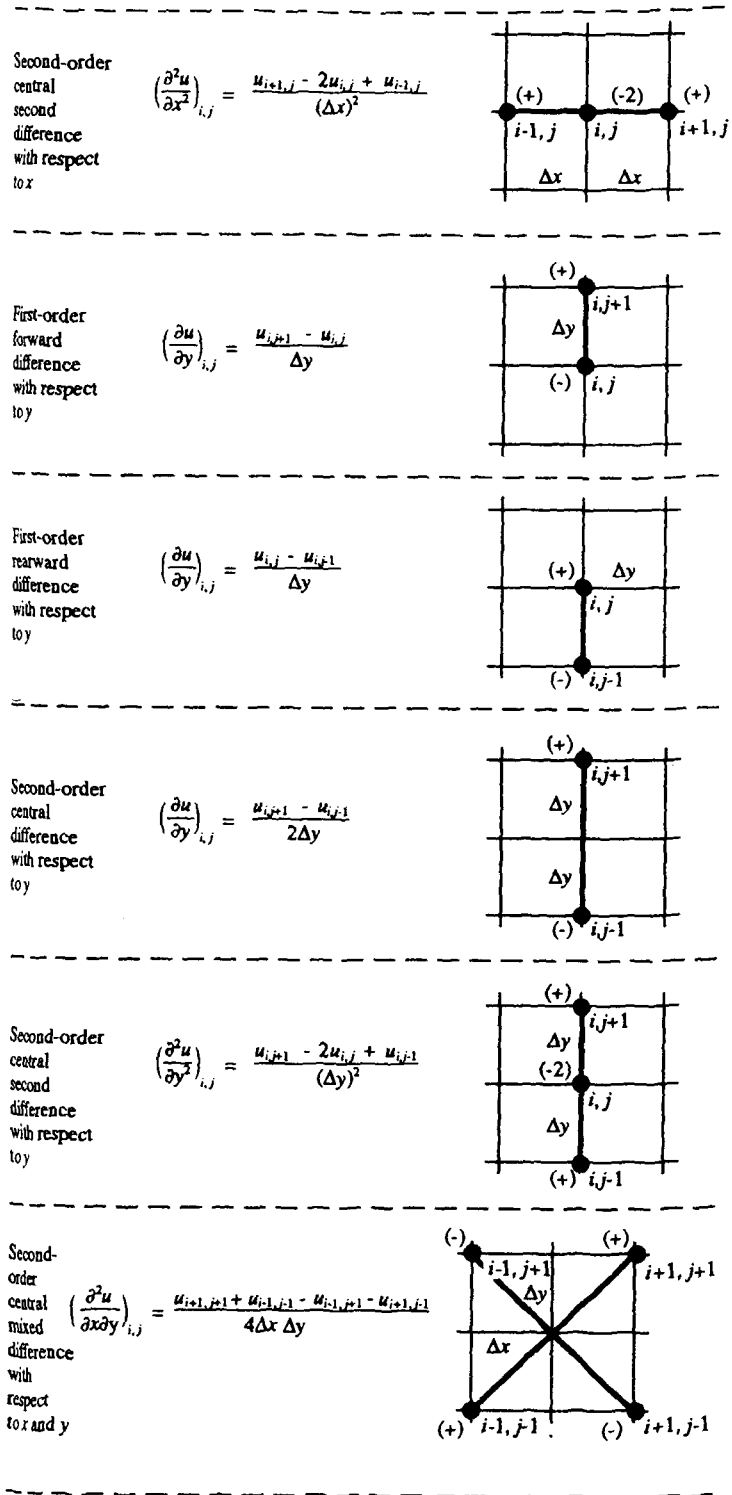 Second-order
central
second
difference
with respect
to x
(∂²u/∂x²)i,j = (ui+1,j - 2ui,j + ui-1,j)/(Δx)²
(+) (-2) (+)
i-1, j i, j i+1, j
Δx Δx
First-order
forward
difference
with respect
to y
(∂u/∂y)i,j = (ui,j+1 - ui,j)/Δy
(+)
i,j+1
Δy
(-) i, j
First-order
rearward
difference
with respect
to y
(∂u/∂y)i,j = (ui,j - ui,j-1)/Δy
(+) Δy
i, j
(-) i,j-1
Second-order
central
difference
with respect
to y
(∂u/∂y)i,j = (ui,j+1 - ui,j-1)/2Δy
(+)
i,j+1
Δy
Δy
(-) i,j-1
Second-order
central
second
difference
with respect
to y
(∂²u/∂y²)i,j = (ui,j+1 - 2ui,j + ui,j-1)/(Δy)²
(+)
i,j+1
Δy
(-2)
i, j
Δy
(+) i,j-1
Second-
order
central
mixed
difference
with
respect
to x and y
(∂²u/∂x∂y)i,j = (ui+1,j+1 + ui-1,j-1 - ui-1,j+1 - ui+1,j-1)/4Δx Δy
(-) (+)
i-1, j+1 i+1, j+1
Δy
Δx
(+) i-1, j-1 (-) i+1, j-1